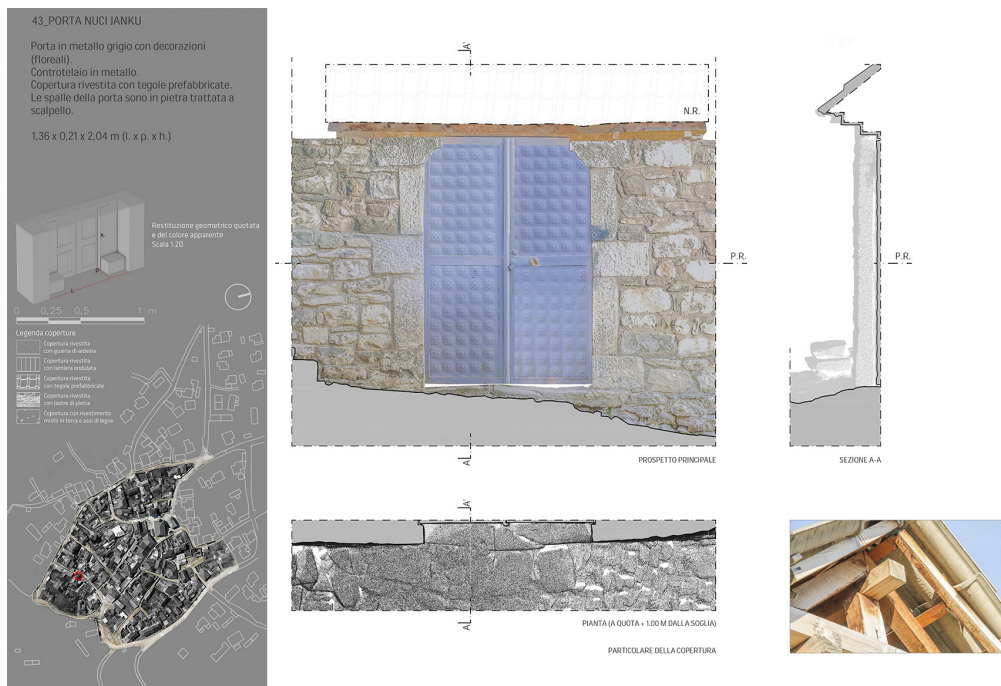 43_PORTA NUCI JANKU
Porta in metallo grigio con decorazioni
(floreali).
Controtelaio in metallo.
Copertura rivestita con tegole prefabbricate.
Le spalle della porta sono in pietra trattata a
scalpello.
1,36 x 0,21 x 2,04 m (l. x p. x h.)
h
P
L
Restituzione geometrico quotata
e del colore apparente
Scala 1:20
0 0,25 0,5 1 m
Legenda coperture
Copertura rivestita
con guaina di ardesia
Copertura rivestita
con lamiera ondulata
Copertura rivestita
con tegole prefabbricate
Copertura rivestita
con lastre di pietra
Copertura con rivestimento
misto in terra e assi di legno
A'
N.R.
P.R.
A
PROSPETTO PRINCIPALE
P.R.
SEZIONE A-A
A'
A
PIANTA (A QUOTA + 1.00 M DALLA SOGLIA)
PARTICOLARE DELLA COPERTURA